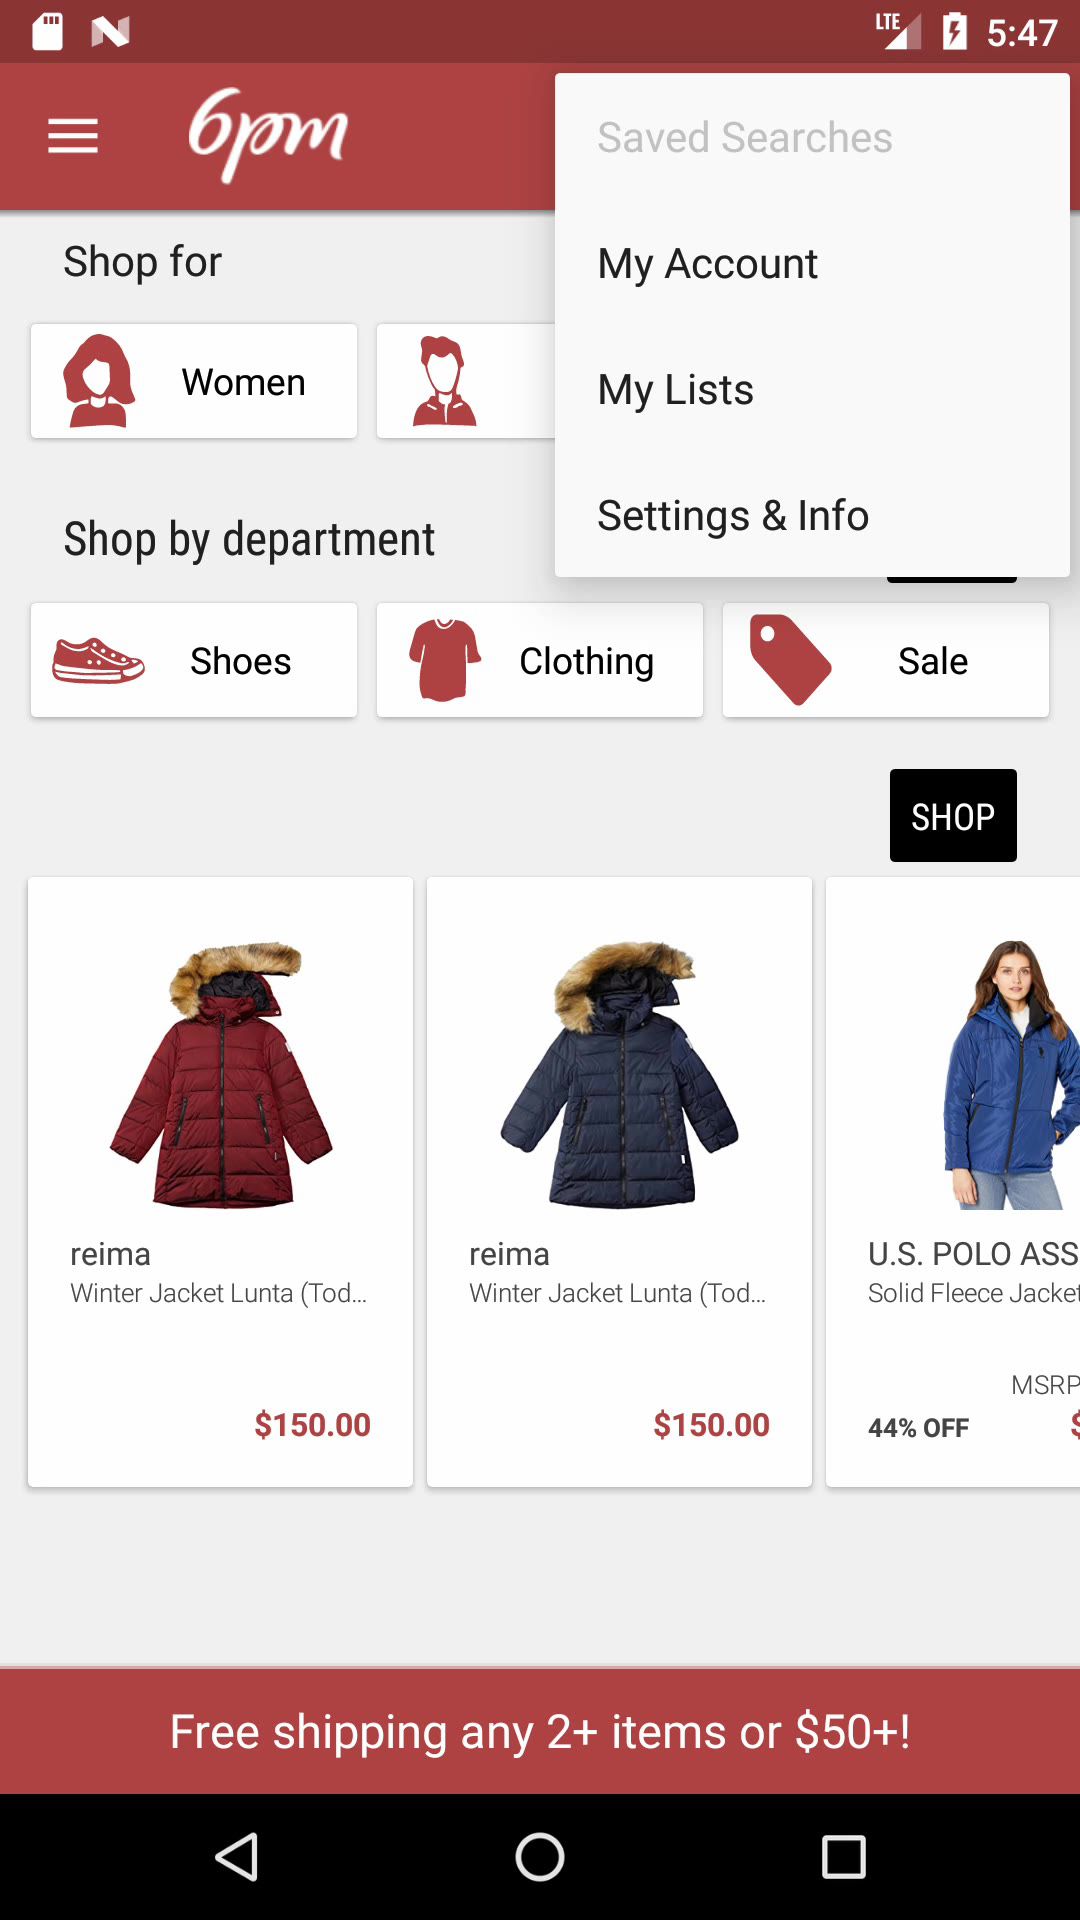 LTE 5:47
6pm
Saved Searches
My Account
My Lists
Settings & Info
Shop for
Women
Shop by department
Shoes
Clothing
Sale
SHOP
reima
Winter Jacket Lunta (Tod...
$150.00
reima
Winter Jacket Lunta (Tod...
$150.00
U.S. POLO ASS
Solid Fleece Jacket
MSRP
44% OFF
$
Free shipping any 2+ items or $50+!